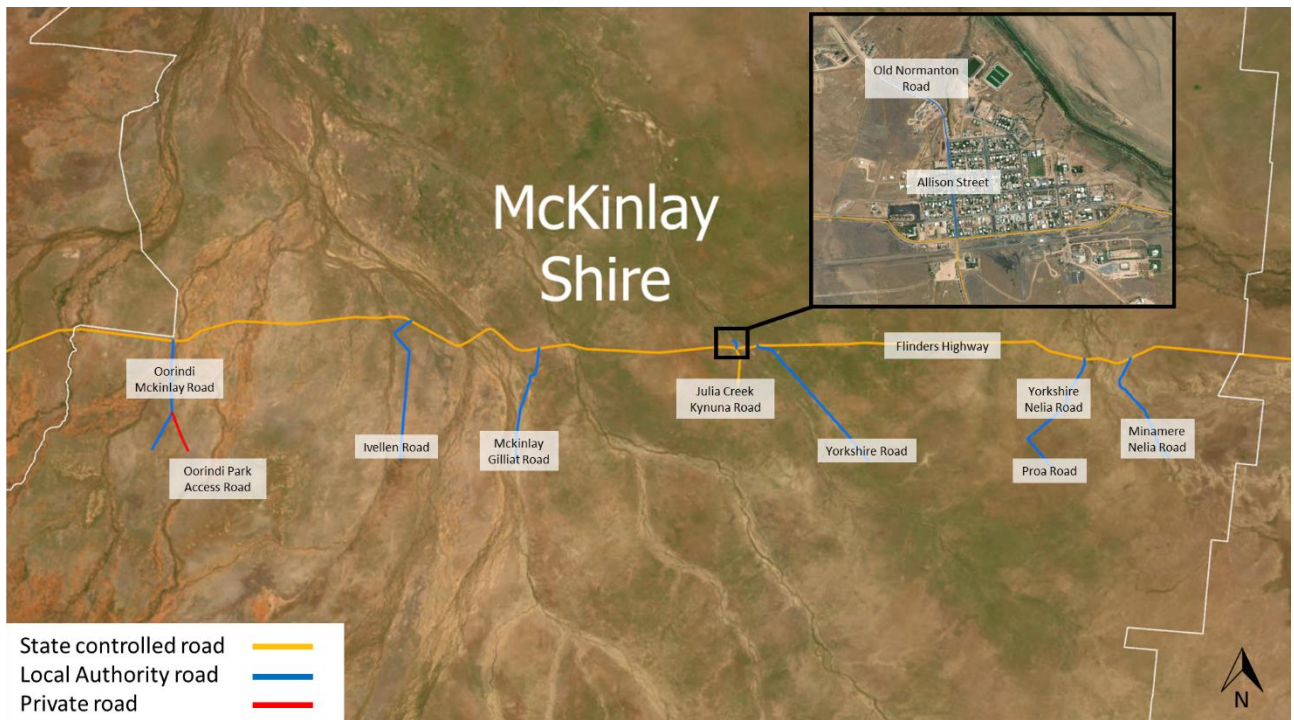 Old Normanton
Road
Allison Street
McKinlay
Shire
Flinders Highway
Oorindi
Mckinlay Road
Oorindi Park
Access Road
Ivellen Road
Mckinlay
Gilliat Road
Julia Creek
Kynuna Road
Yorkshire Road
Yorkshire
Nelia Road
Proa Road
Minamere
Nelia Road
State controlled road
Local Authority road
Private road
N